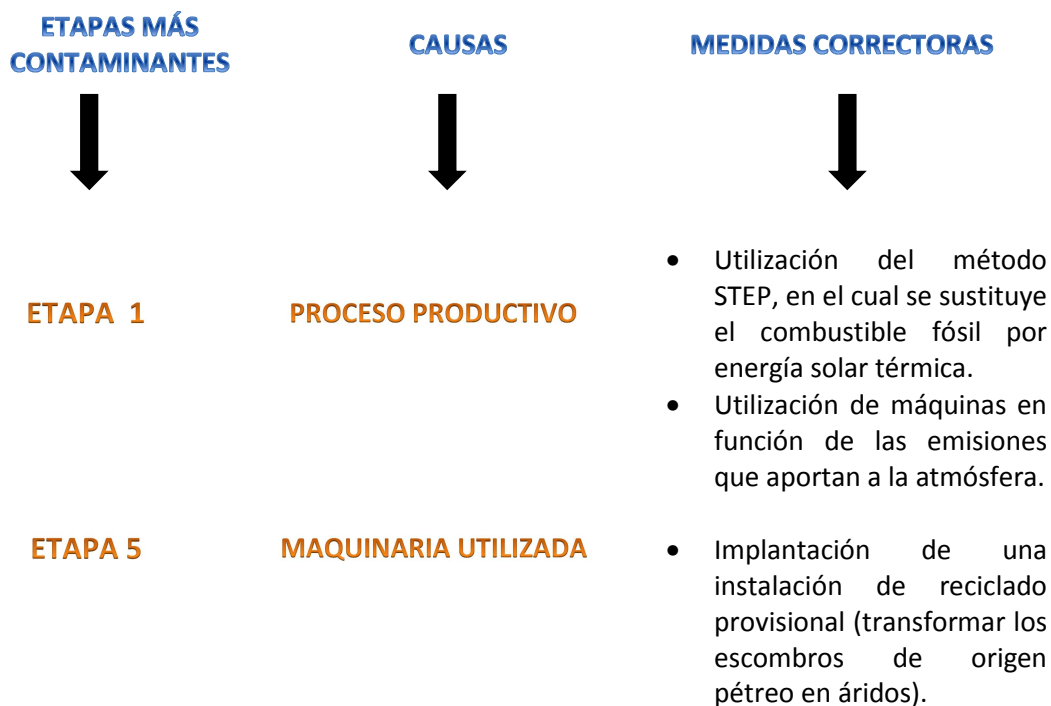 ETAPAS MÁS
CONTAMINANTES
CAUSAS
MEDIDAS CORRECTORAS
ETAPA 1
PROCESO PRODUCTIVO
• Utilización del método
STEP, en el cual se sustituye
el combustible fósil por
energía solar térmica.
• Utilización de máquinas en
función de las emisiones
que aportan a la atmósfera.
ETAPA 5
MAQUINARIA UTILIZADA
• Implantación de una
instalación de reciclado
provisional (transformar los
escombros de origen
pétreo en áridos).